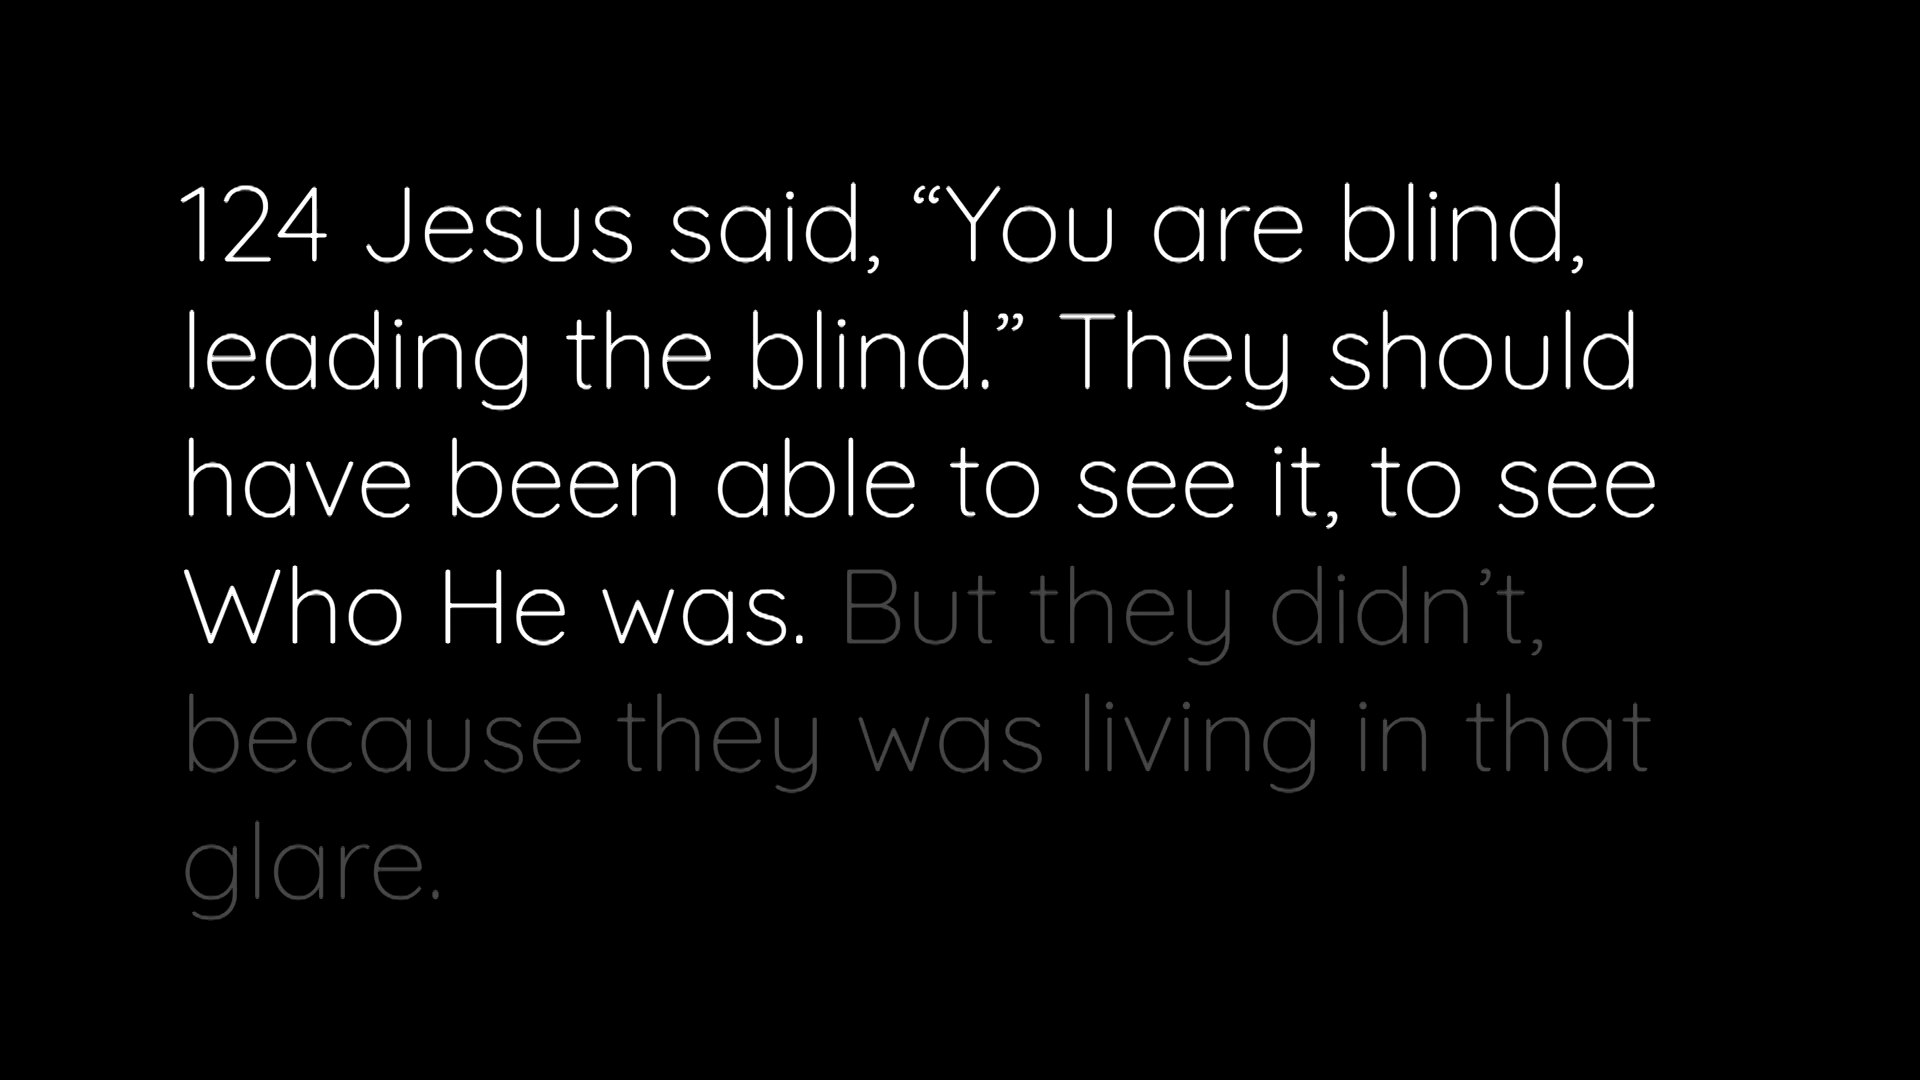 124 Jesus said, “You are blind,
leading the blind.” They should
have been able to see it, to see
Who He was. But they didn’t,
because they was living in that
glare.